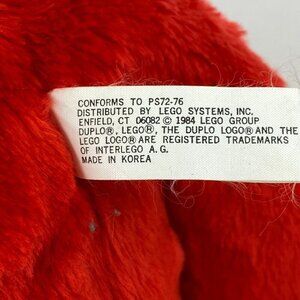 CONFORMS TO PS72-76
DISTRIBUTED BY LEGO SYSTEMS, INC.
ENFIELD, CT 06082 © 1984 LEGO GROUP
DUPLO®, LEGO®, THE DUPLO LOGO® AND THE
LEGO LOGO® ARE REGISTERED TRADEMARKS
OF INTERLEGO A.G.
MADE IN KOREA